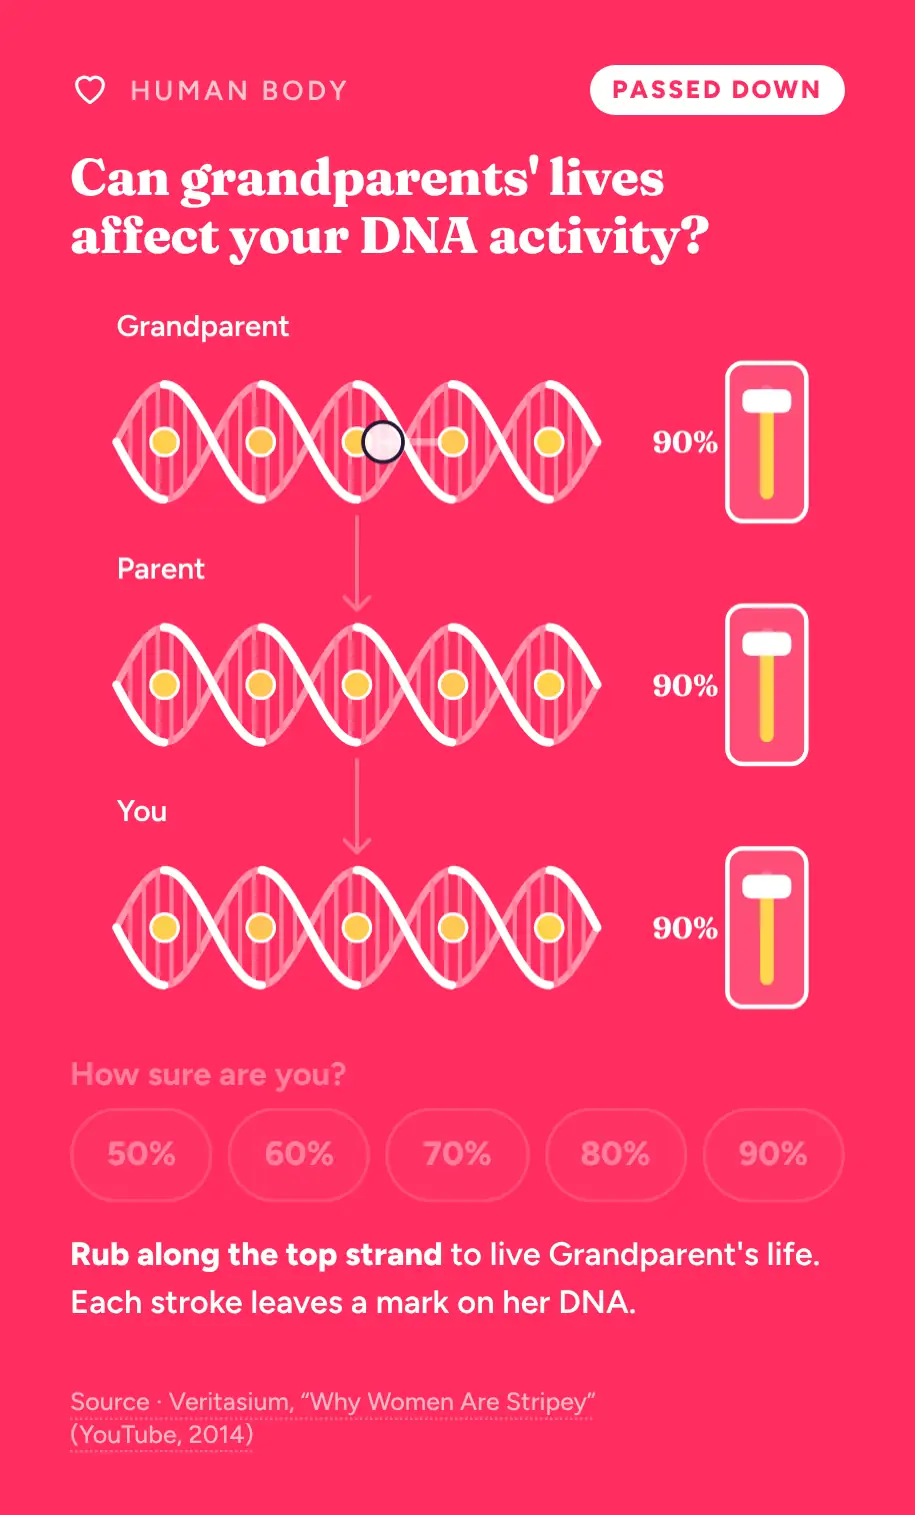 HUMAN BODY
PASSED DOWN
Can grandparents' lives
affect your DNA activity?
Grandparent
90%
Parent
90%
You
90%
How sure are you?
50% 60% 70% 80% 90%
Rub along the top strand to live Grandparent's life.
Each stroke leaves a mark on her DNA.
Source · Veritasium, “Why Women Are Stripey”
(YouTube, 2014)